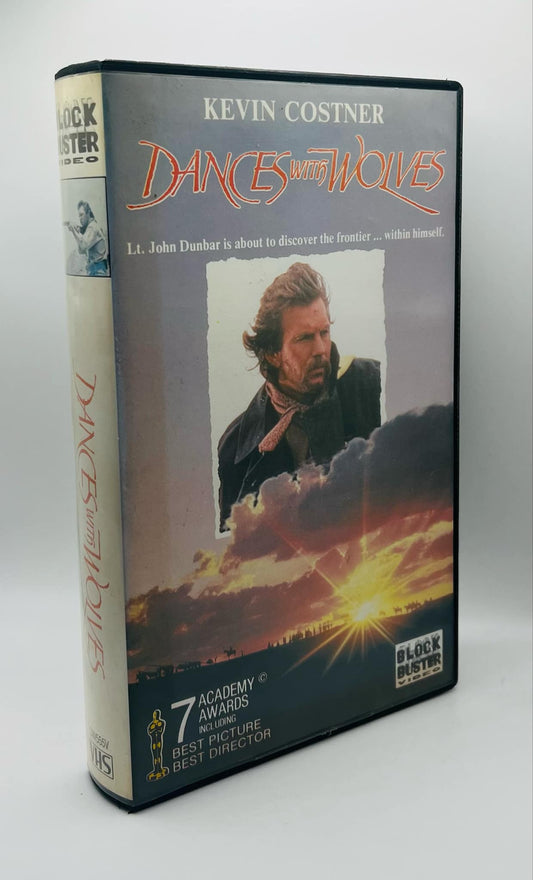 KEVIN COSTNER
DANCES WITH WOLVES
Lt. John Dunbar is about to discover the frontier ... within himself.
7 ACADEMY ©
AWARDS
INCLUDING
BEST PICTURE
BEST DIRECTOR
BLOCK
BUSTER
VIDEO
BLOCK
BUSTER
VIDEO
DANCES WITH WOLVES
VHS